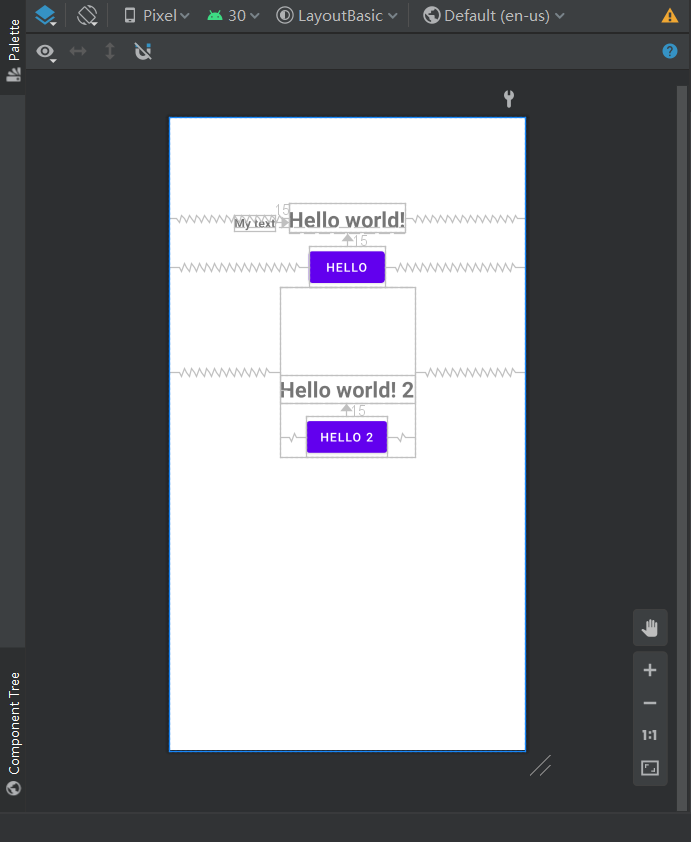 Palette
Pixel 30 LayoutBasic Default (en-us)
?
15
My text Hello world!
15
HELLO
Hello world! 2
15
HELLO 2
1:1
Component Tree